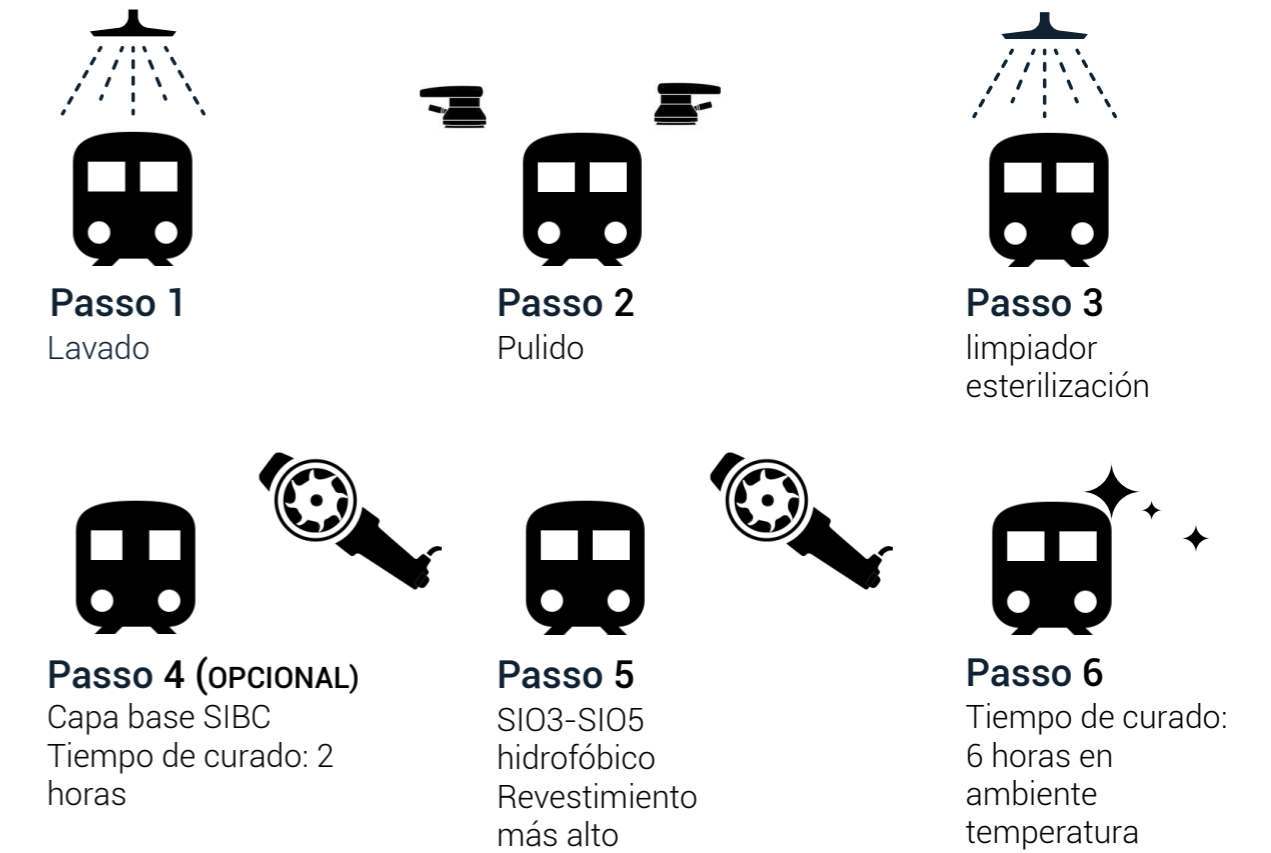 Passo 1
Lavado
Passo 2
Pulido
Passo 3
limpiador
esterilización
Passo 4 (OPCIONAL)
Capa base SIBC
Tiempo de curado: 2
horas
Passo 5
SIO3-SIO5
hidrofóbico
Revestimiento
más alto
Passo 6
Tiempo de curado:
6 horas en
ambiente
temperatura